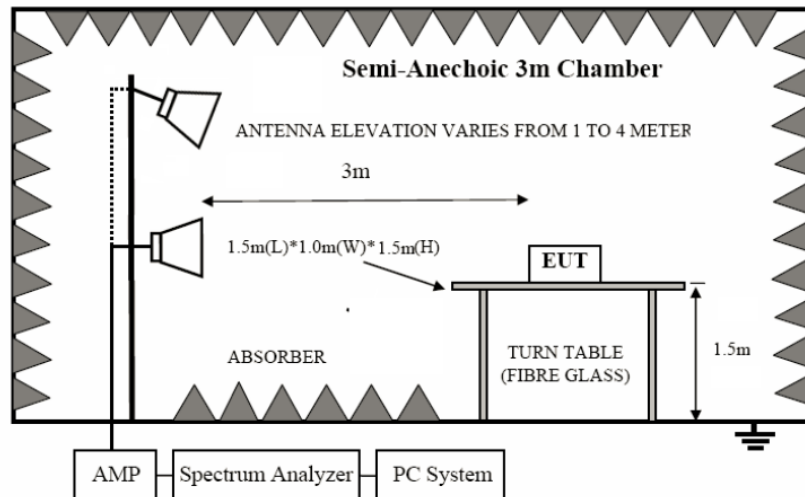 Semi-Anechoic 3m Chamber
ANTENNA ELEVATION VARIES FROM 1 TO 4 METER
3m
1.5m(L)*1.0m(W)*1.5m(H)
EUT
ABSORBER
TURN TABLE
(FIBRE GLASS)
1.5m
AMP
Spectrum Analyzer
PC System